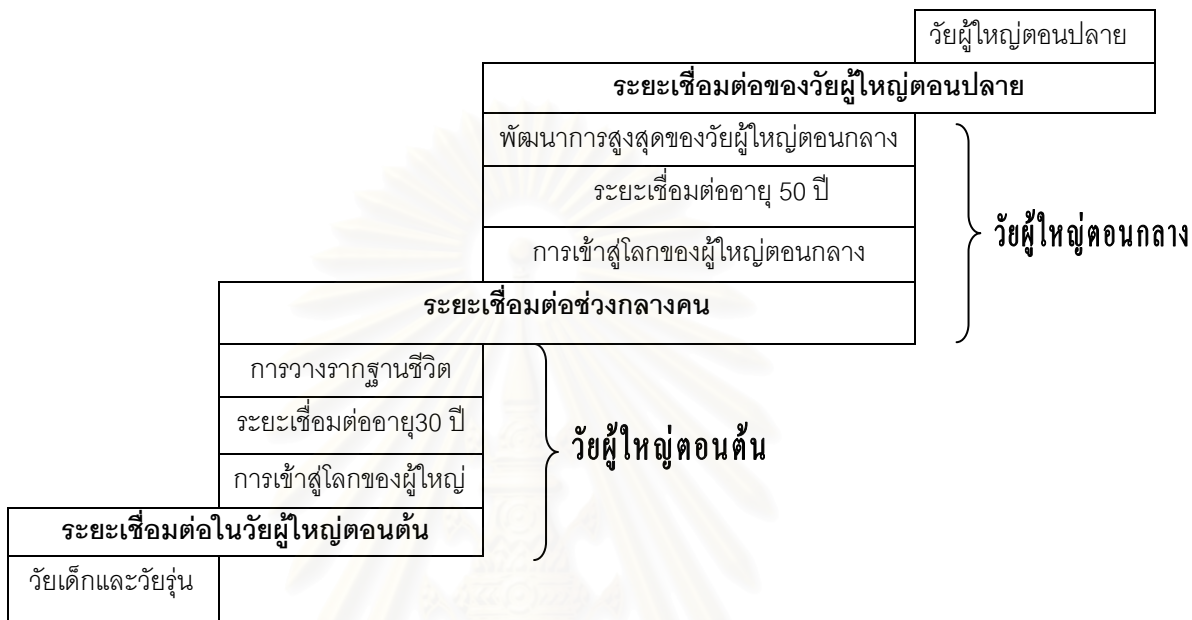 วัยผู้ใหญ่ตอนปลาย
ระยะเชื่อมต่อของวัยผู้ใหญ่ตอนปลาย
พัฒนาการสูงสุดของวัยผู้ใหญ่ตอนกลาง
ระยะเชื่อมต่ออายุ 50 ปี
วัยผู้ใหญ่ตอนกลาง
การเข้าสู่โลกของผู้ใหญ่ตอนกลาง
ระยะเชื่อมต่อช่วงกลางคน
การวางรากฐานชีวิต
ระยะเชื่อมต่ออายุ30 ปี
วัยผู้ใหญ่ตอนต้น
การเข้าสู่โลกของผู้ใหญ่
ระยะเชื่อมต่อในวัยผู้ใหญ่ตอนต้น
วัยเด็กและวัยรุ่น